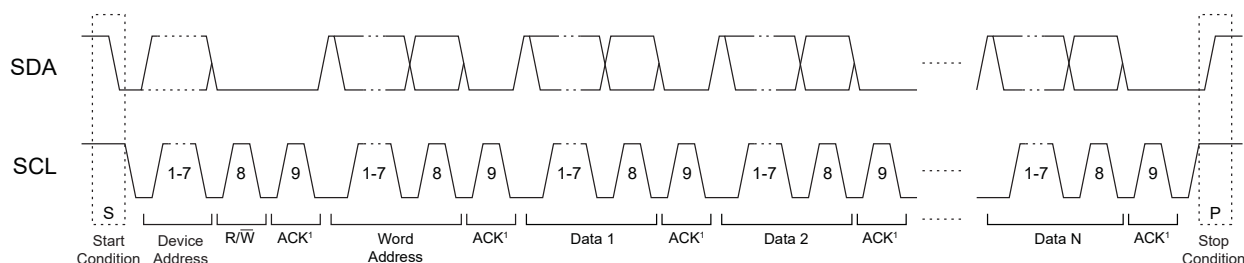 SDA
SCL
1-7 8 9 1-7 8 9 1-7 8 9 1-7 8 9 1-7 8 9
S P
Start Condition
Device Address
R/W̅
ACK¹
Word Address
ACK¹
Data 1
ACK¹
Data 2
ACK¹
Data N
ACK¹
Stop Condition